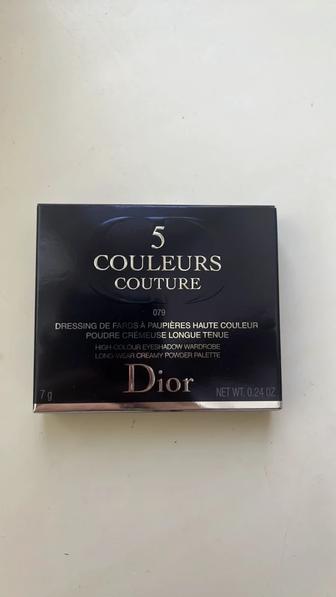 5
COULEURS
COUTURE
079
DRESSING DE FARDS À PAUPIÈRES HAUTE COULEUR
POUDRE CRÉMEUSE LONGUE TENUE
HIGH-COLOUR EYESHADOW WARDROBE
LONG-WEAR CREAMY POWDER PALETTE
Dior
7 g NET WT. 0.24 OZ